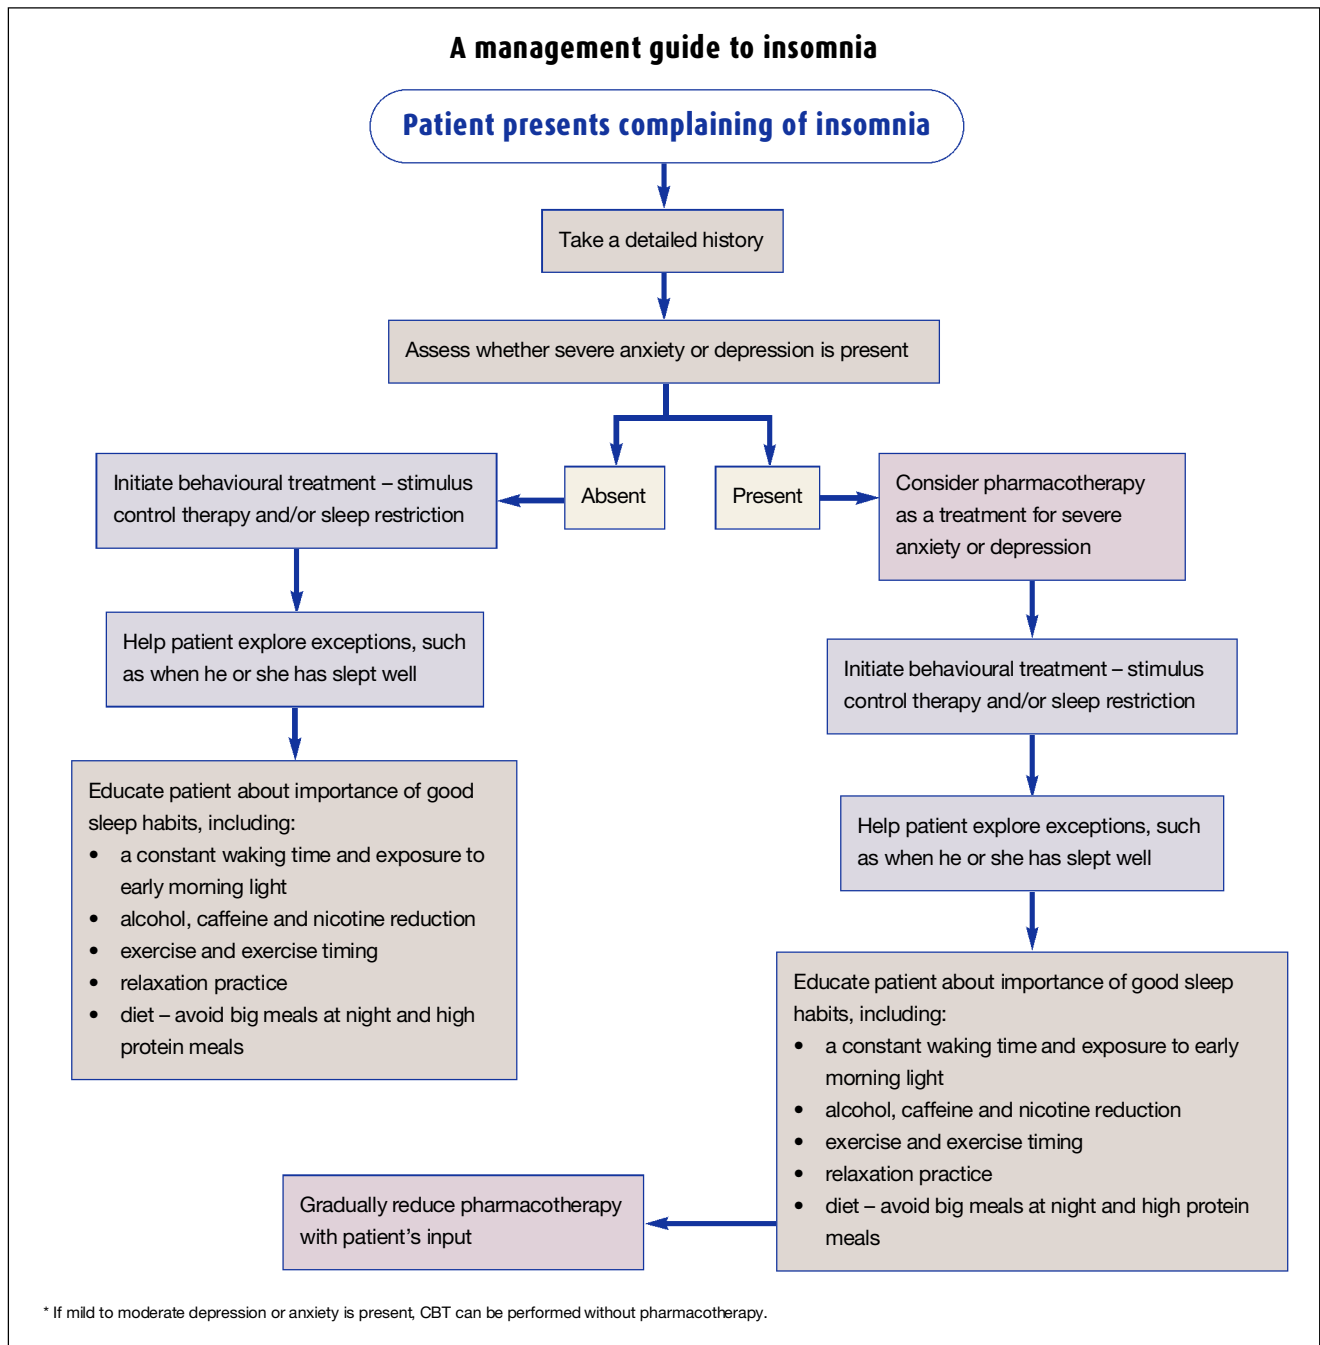 A management guide to insomnia
Patient presents complaining of insomnia
Take a detailed history
Assess whether severe anxiety or depression is present
Absent
Present
Initiate behavioural treatment – stimulus
control therapy and/or sleep restriction
Help patient explore exceptions, such
as when he or she has slept well
Educate patient about importance of good
sleep habits, including:
• a constant waking time and exposure to
early morning light
• alcohol, caffeine and nicotine reduction
• exercise and exercise timing
• relaxation practice
• diet – avoid big meals at night and high
protein meals
Consider pharmacotherapy
as a treatment for severe
anxiety or depression
Initiate behavioural treatment – stimulus
control therapy and/or sleep restriction
Help patient explore exceptions, such
as when he or she has slept well
Educate patient about importance of good sleep
habits, including:
• a constant waking time and exposure to early
morning light
• alcohol, caffeine and nicotine reduction
• exercise and exercise timing
• relaxation practice
• diet – avoid big meals at night and high protein
meals
Gradually reduce pharmacotherapy
with patient’s input
* If mild to moderate depression or anxiety is present, CBT can be performed without pharmacotherapy.